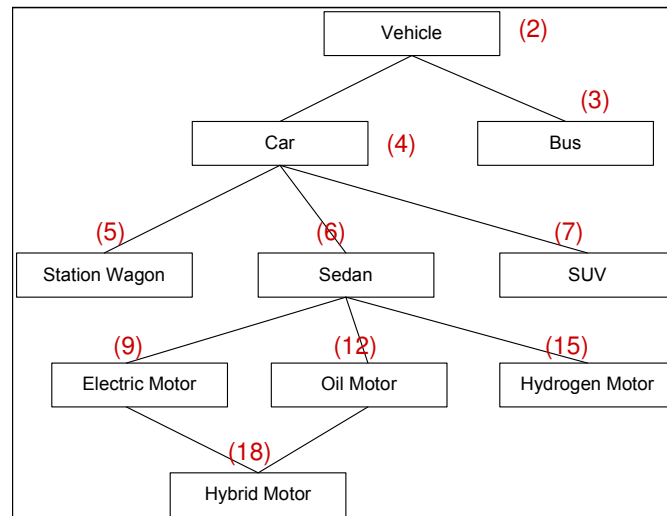 Vehicle (2)
(3)
Car (4) Bus
(5) (6) (7)
Station Wagon Sedan SUV
(9) (12) (15)
Electric Motor Oil Motor Hydrogen Motor
(18)
Hybrid Motor